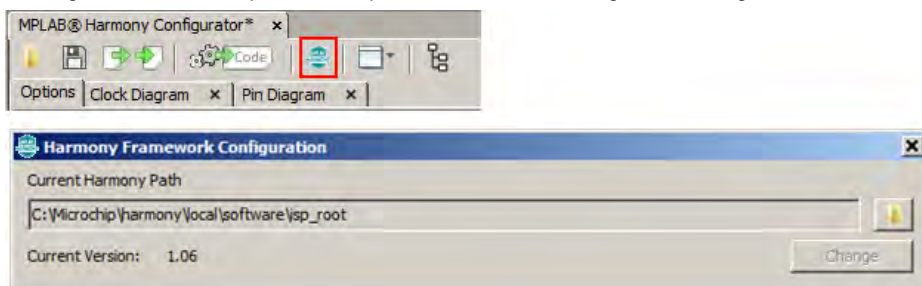 MPLAB® Harmony Configurator* ×
Code
Options Clock Diagram × Pin Diagram ×
Harmony Framework Configuration
Current Harmony Path
C:\Microchip\harmony\local\software\isp_root
Current Version: 1.06
Change